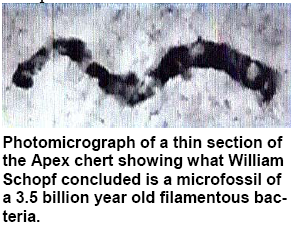 Photomicrograph of a thin section of
the Apex chert showing what William
Schopf concluded is a microfossil of
a 3.5 billion year old filamentous bac-
teria.